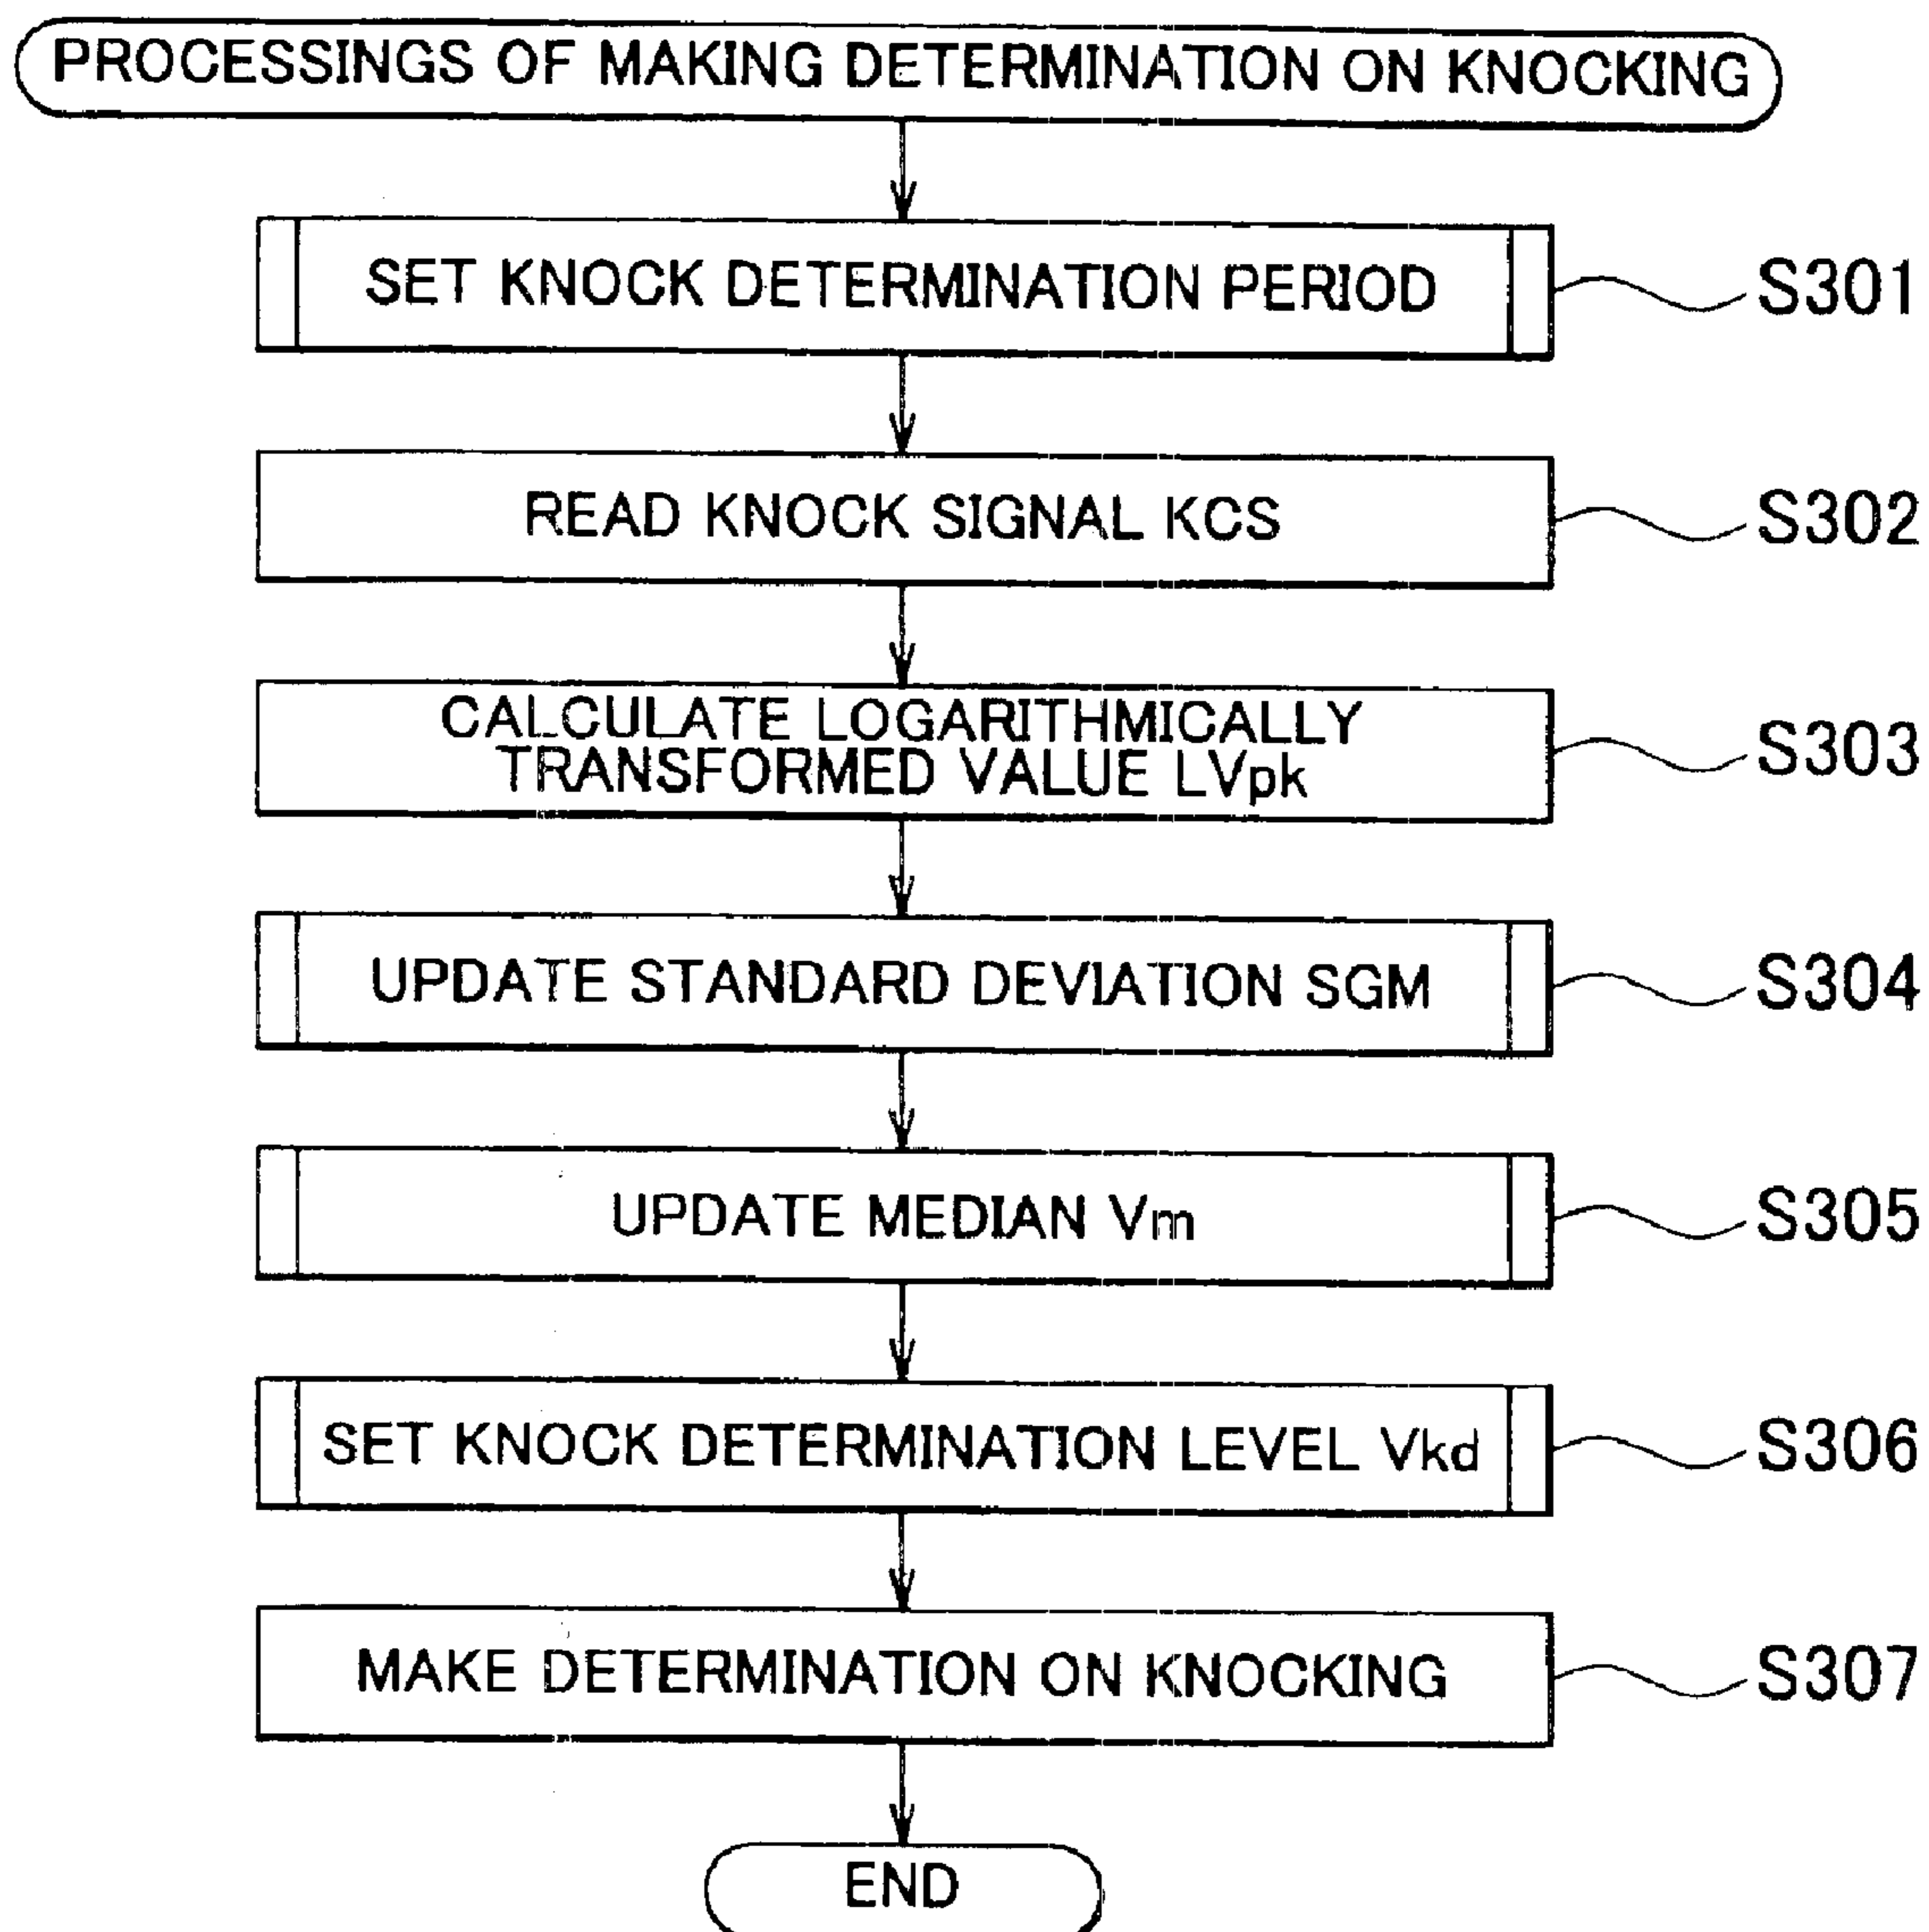 PROCESSINGS OF MAKING DETERMINATION ON KNOCKING
SET KNOCK DETERMINATION PERIOD
S301
READ KNOCK SIGNAL KCS
S302
CALCULATE LOGARITHMICALLY
TRANSFORMED VALUE LVpk
S303
UPDATE STANDARD DEVIATION SGM
S304
UPDATE MEDIAN Vm
S305
SET KNOCK DETERMINATION LEVEL Vkd
S306
MAKE DETERMINATION ON KNOCKING
S307
END